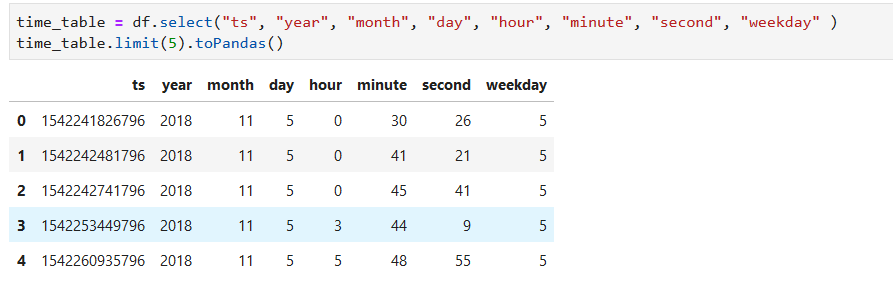 time_table = df.select("ts", "year", "month", "day", "hour", "minute", "second", "weekday" )
time_table.limit(5).toPandas()
ts year month day hour minute second weekday
0 1542241826796 2018 11 5 0 30 26 5
1 1542242481796 2018 11 5 0 41 21 5
2 1542242741796 2018 11 5 0 45 41 5
3 1542253449796 2018 11 5 3 44 9 5
4 1542260935796 2018 11 5 5 48 55 5